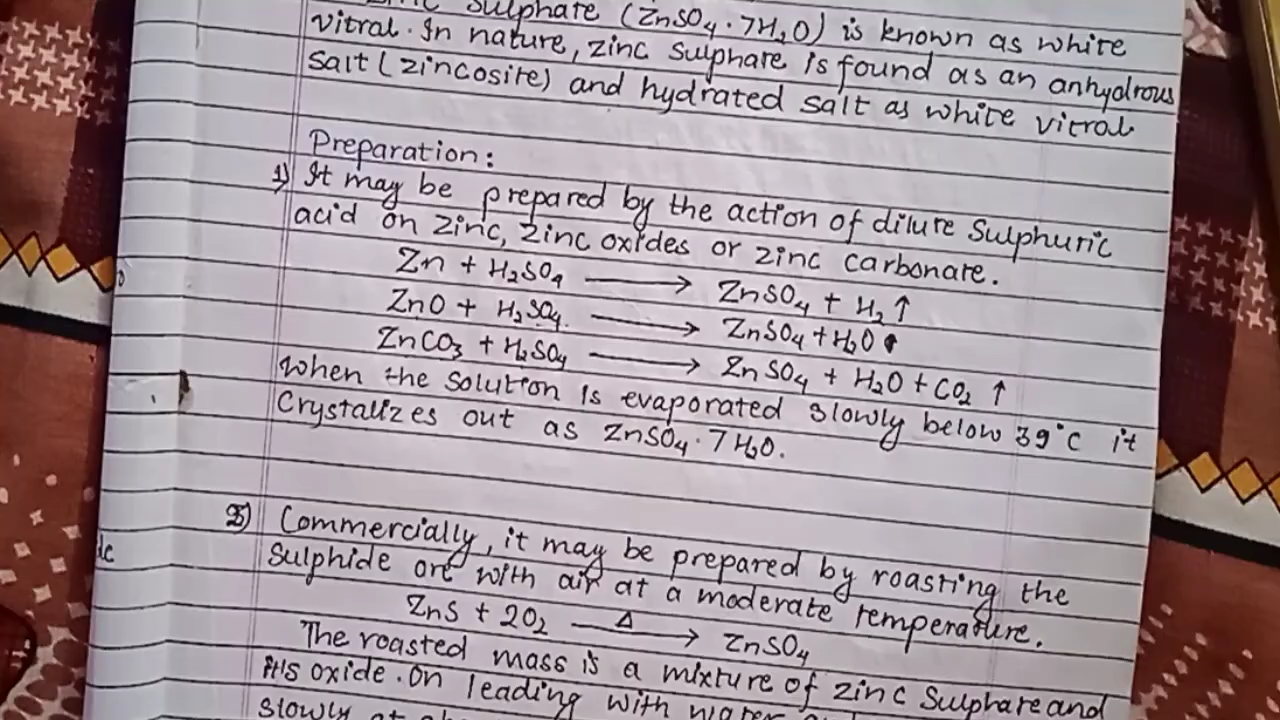 Sulphate (ZnSO₄·7H₂O) is known as white
vitral. In nature, zinc Sulphate is found as an anhydrous
Salt (zincosite) and hydrated salt as white vitral
Preparation:
1) It may be prepared by the action of dilute Sulphuric
acid on zinc, zinc oxides or zinc carbonate.
Zn + H₂SO₄ ⟶ ZnSO₄ + H₂↑
ZnO + H₂SO₄ ⟶ ZnSO₄ + H₂O
ZnCO₃ + H₂SO₄ ⟶ ZnSO₄ + H₂O + CO₂ ↑
when the solution is evaporated slowly below 39°C it
Crystalizes out as ZnSO₄·7H₂O.
2) Commercially, it may be prepared by roasting the
Sulphide ore with air at a moderate temperature.
ZnS + 2O₂ —Δ→ ZnSO₄
The roasted mass is a mixture of zinc Sulphate and
its oxide. On leading with water
slowly at